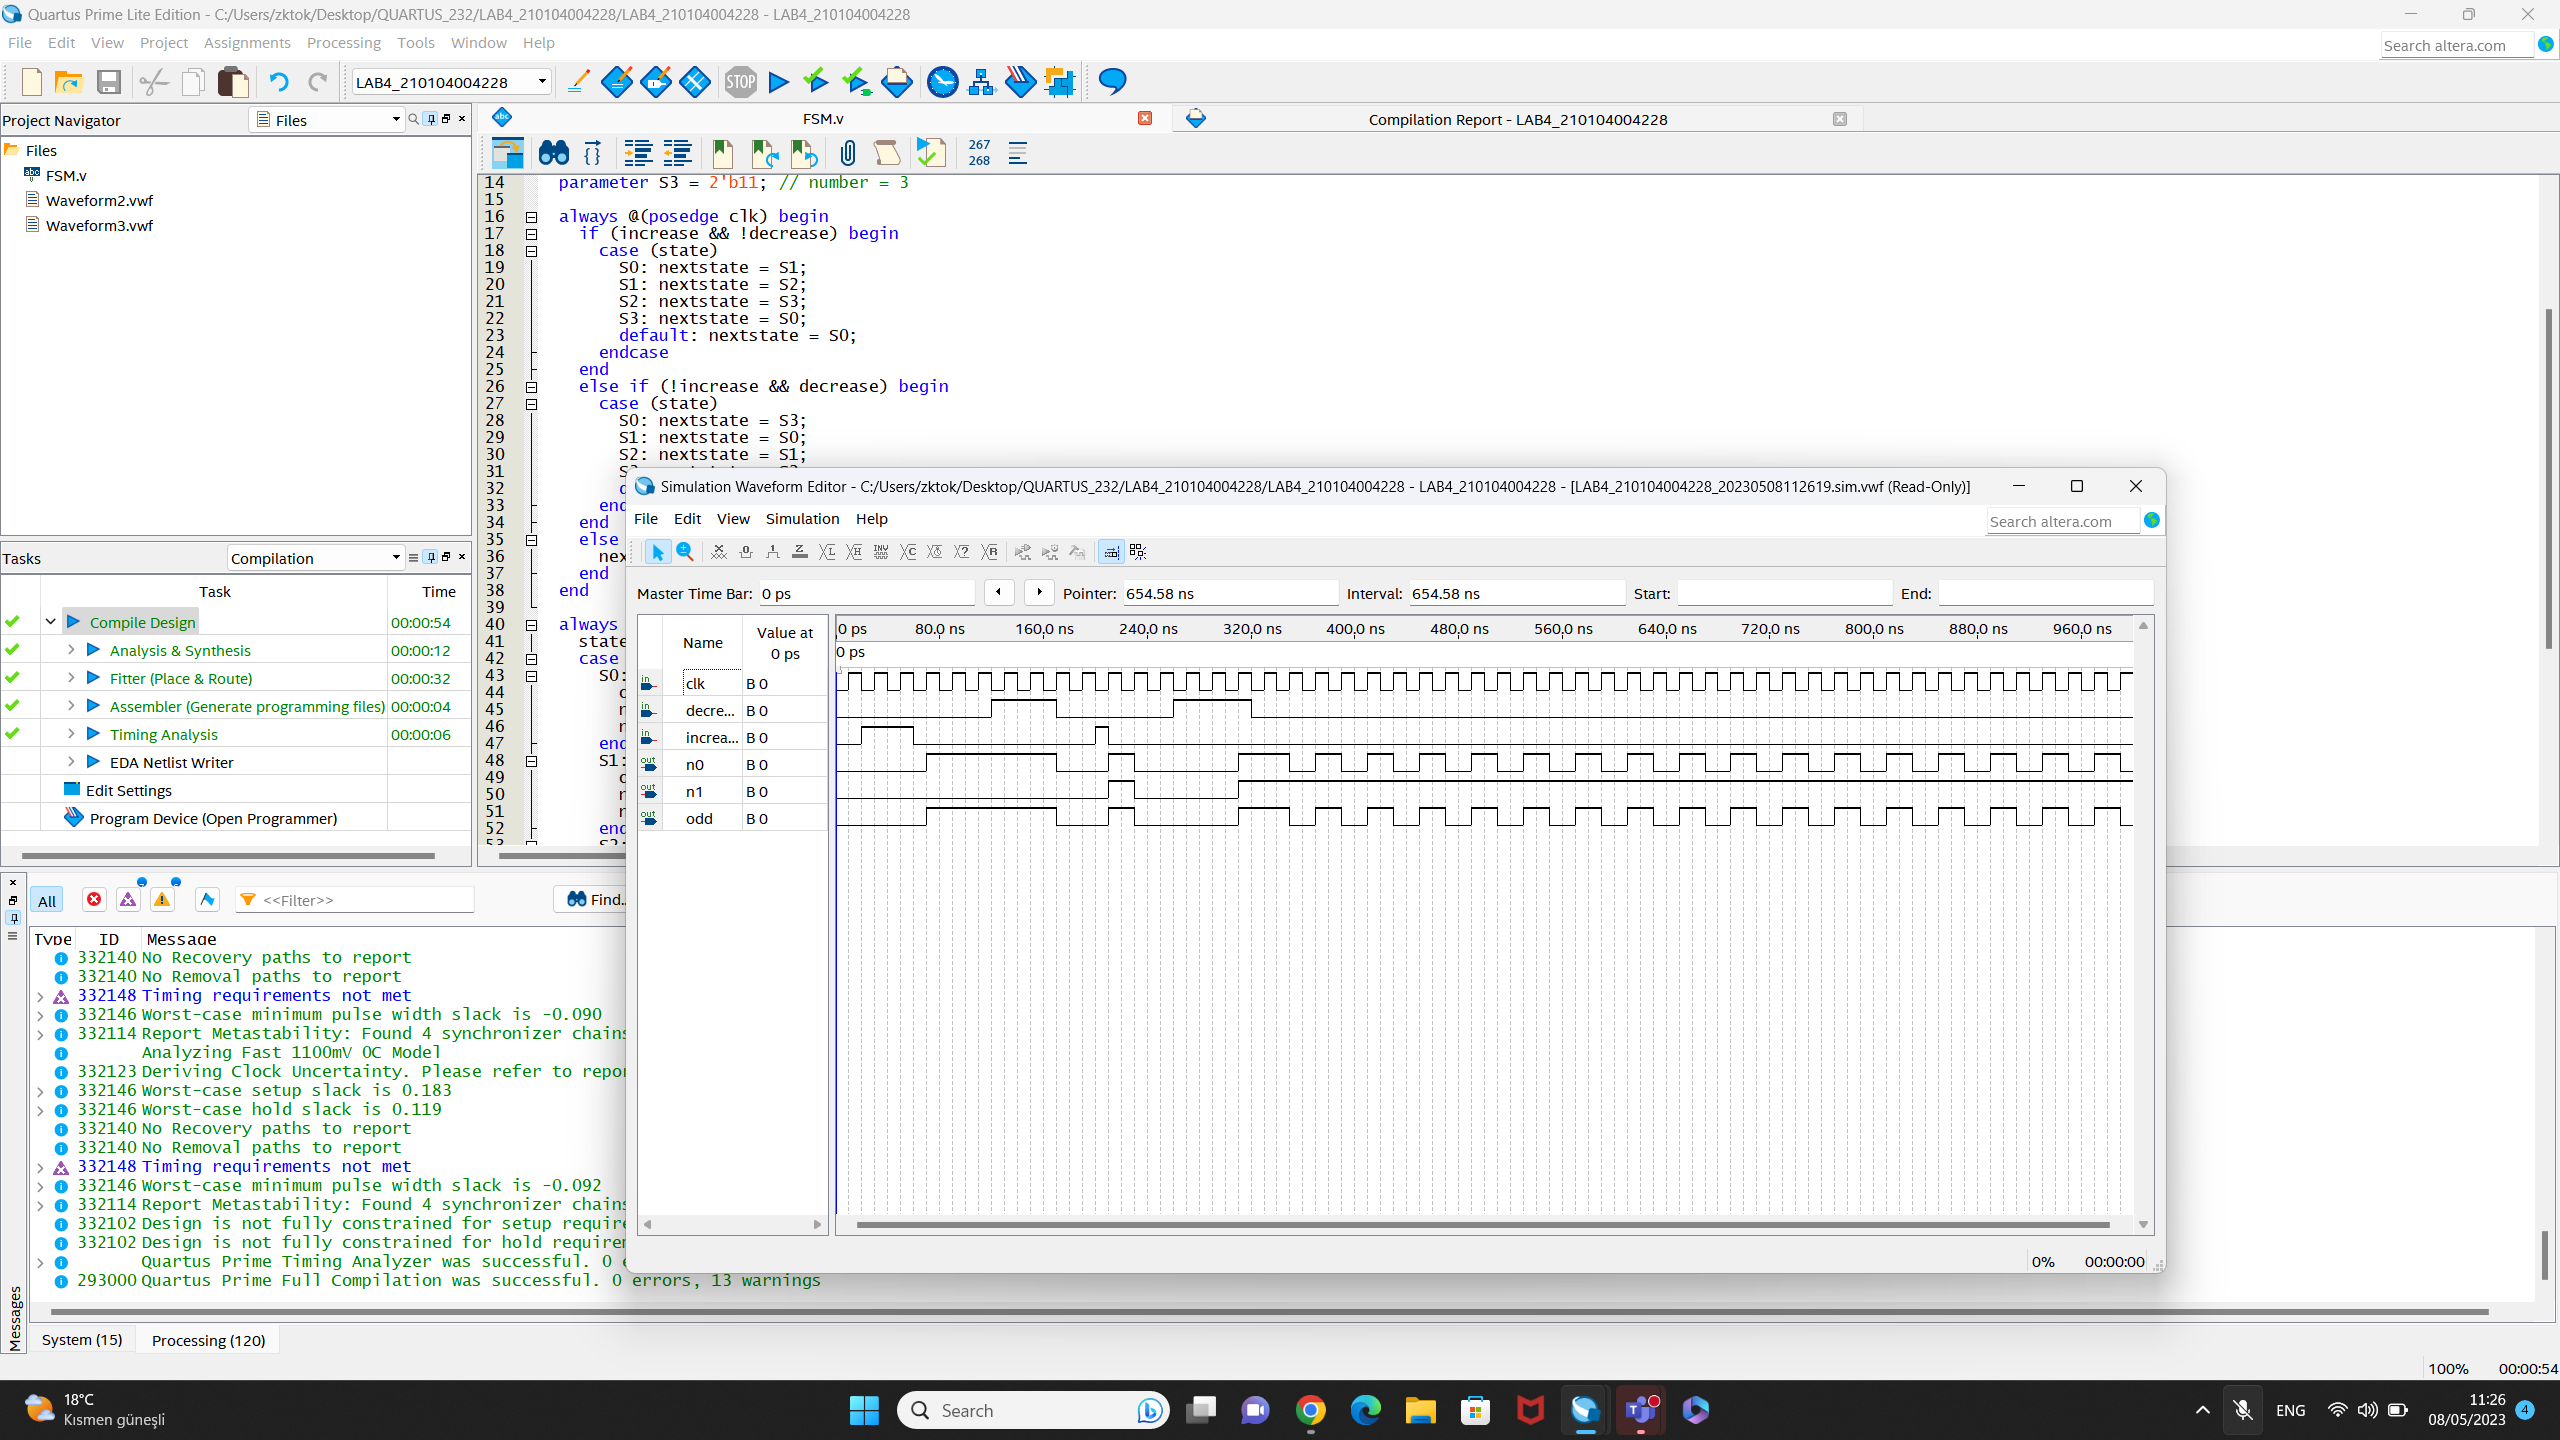 Quartus Prime Lite Edition - C:/Users/zktok/Desktop/QUARTUS_232/LAB4_210104004228/LAB4_210104004228 - LAB4_210104004228
File Edit View Project Assignments Processing Tools Window Help
Search altera.com
STOP
LAB4_210104004228
Project Navigator
Files
FSM.v
Compilation Report - LAB4_210104004228
267
268
Files
FSM.v
Waveform2.vwf
Waveform3.vwf
14 parameter S3 = 2'b11; // number = 3
15
16 always @(posedge clk) begin
17 if (increase && !decrease) begin
18 case (state)
19 S0: nextstate = S1;
20 S1: nextstate = S2;
21 S2: nextstate = S3;
22 S3: nextstate = S0;
23 default: nextstate = S0;
24 endcase
25 end
26 else if (!increase && decrease) begin
27 case (state)
28 S0: nextstate = S3;
29 S1: nextstate = S0;
30 S2: nextstate = S1;
31
32
33 end
34 end
35 else
36 nex
37 end
38 end
39
40 always
41 state
42 case
43 S0:
44
45
46
47 end
48 S1:
49
50
51
52 end
53 S2:
Tasks
Compilation
Task Time
Compile Design 00:00:54
Analysis & Synthesis 00:00:12
Fitter (Place & Route) 00:00:32
Assembler (Generate programming files) 00:00:04
Timing Analysis 00:00:06
EDA Netlist Writer
Edit Settings
Program Device (Open Programmer)
Simulation Waveform Editor - C:/Users/zktok/Desktop/QUARTUS_232/LAB4_210104004228/LAB4_210104004228 - LAB4_210104004228 - [LAB4_210104004228_20230508112619.sim.vwf (Read-Only)]
File Edit View Simulation Help
Search altera.com
Master Time Bar: 0 ps
Pointer: 654.58 ns
Interval: 654.58 ns
Start:
End:
Name
Value at
0 ps
0 ps 80.0 ns 160.0 ns 240.0 ns 320.0 ns 400.0 ns 480.0 ns 560.0 ns 640.0 ns 720.0 ns 800.0 ns 880.0 ns 960.0 ns
0 ps
in clk B 0
in decre... B 0
in increa... B 0
out n0 B 0
out n1 B 0
out odd B 0
0% 00:00:00
All
<<Filter>>
Find...
Type ID Message
332140 No Recovery paths to report
332140 No Removal paths to report
332148 Timing requirements not met
332146 Worst-case minimum pulse width slack is -0.090
332114 Report Metastability: Found 4 synchronizer chains
Analyzing Fast 1100mV 0C Model
332123 Deriving Clock Uncertainty. Please refer to repor
332146 Worst-case setup slack is 0.183
332146 Worst-case hold slack is 0.119
332140 No Recovery paths to report
332140 No Removal paths to report
332148 Timing requirements not met
332146 Worst-case minimum pulse width slack is -0.092
332114 Report Metastability: Found 4 synchronizer chains
332102 Design is not fully constrained for setup require
332102 Design is not fully constrained for hold requirem
Quartus Prime Timing Analyzer was successful. 0 e
293000 Quartus Prime Full Compilation was successful. 0 errors, 13 warnings
Messages
System (15)
Processing (120)
100% 00:00:54
18°C
Kısmen güneşli
Search
ENG
11:26
08/05/2023
4